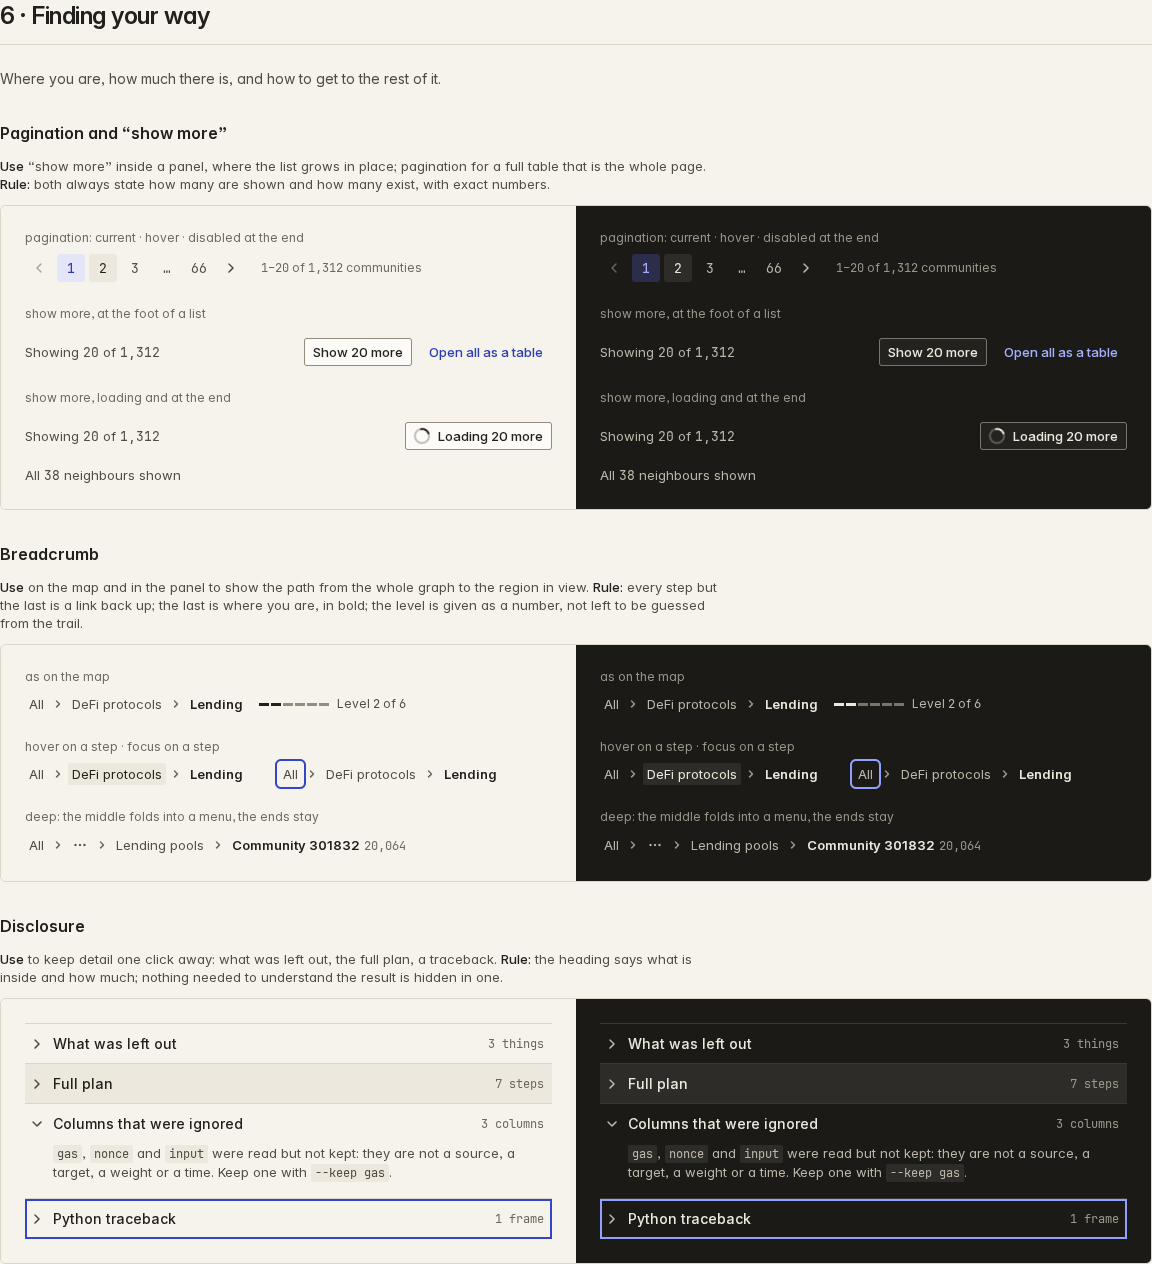 6 · Finding your way
Where you are, how much there is, and how to get to the rest of it.
Pagination and “show more”
Use “show more” inside a panel, where the list grows in place; pagination for a full table that is the whole page.
Rule: both always state how many are shown and how many exist, with exact numbers.
pagination: current · hover · disabled at the end
1 2 3 … 66 1–20 of 1,312 communities
show more, at the foot of a list
Showing 20 of 1,312 Show 20 more Open all as a table
show more, loading and at the end
Showing 20 of 1,312 Loading 20 more
All 38 neighbours shown
pagination: current · hover · disabled at the end
1 2 3 … 66 1–20 of 1,312 communities
show more, at the foot of a list
Showing 20 of 1,312 Show 20 more Open all as a table
show more, loading and at the end
Showing 20 of 1,312 Loading 20 more
All 38 neighbours shown
Breadcrumb
Use on the map and in the panel to show the path from the whole graph to the region in view. Rule: every step but
the last is a link back up; the last is where you are, in bold; the level is given as a number, not left to be guessed
from the trail.
as on the map
All › DeFi protocols › Lending Level 2 of 6
hover on a step · focus on a step
All › DeFi protocols › Lending All › DeFi protocols › Lending
deep: the middle folds into a menu, the ends stay
All › ··· › Lending pools › Community 301832 20,064
as on the map
All › DeFi protocols › Lending Level 2 of 6
hover on a step · focus on a step
All › DeFi protocols › Lending All › DeFi protocols › Lending
deep: the middle folds into a menu, the ends stay
All › ··· › Lending pools › Community 301832 20,064
Disclosure
Use to keep detail one click away: what was left out, the full plan, a traceback. Rule: the heading says what is
inside and how much; nothing needed to understand the result is hidden in one.
What was left out 3 things
Full plan 7 steps
Columns that were ignored 3 columns
gas, nonce and input were read but not kept: they are not a source, a
target, a weight or a time. Keep one with --keep gas.
Python traceback 1 frame
What was left out 3 things
Full plan 7 steps
Columns that were ignored 3 columns
gas, nonce and input were read but not kept: they are not a source, a
target, a weight or a time. Keep one with --keep gas.
Python traceback 1 frame